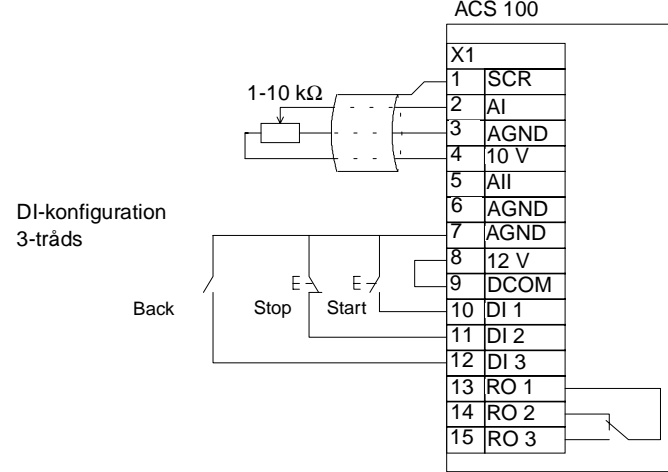 ACS 100
X1
1 SCR
1-10 kΩ
2 AI
3 AGND
4 10 V
5 AII
6 AGND
DI-konfiguration
3-tråds
7 AGND
8 12 V
E E
9 DCOM
Back Stop Start
10 DI 1
11 DI 2
12 DI 3
13 RO 1
14 RO 2
15 RO 3